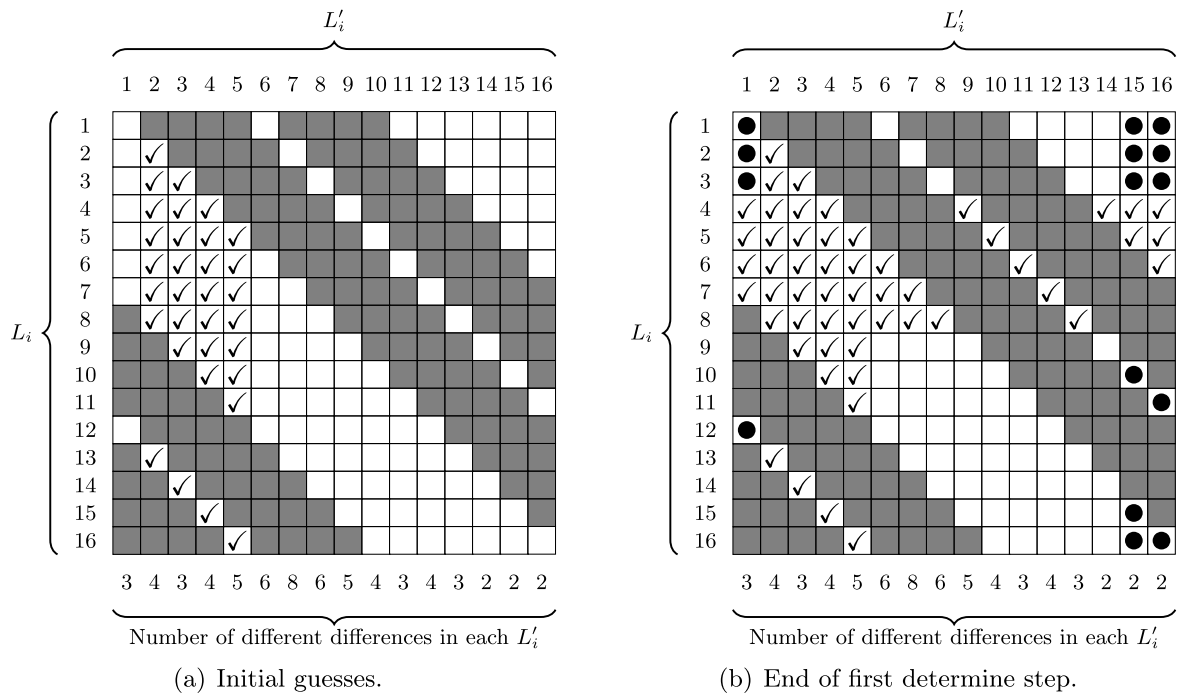 L′i
1 2 3 4 5 6 7 8 9 10 11 12 13 14 15 16
Li
1
2 ✓
3 ✓ ✓
4 ✓ ✓ ✓
5 ✓ ✓ ✓ ✓
6 ✓ ✓ ✓ ✓
7 ✓ ✓ ✓ ✓
8 ✓ ✓ ✓ ✓
9 ✓ ✓ ✓
10 ✓ ✓
11 ✓
12
13 ✓
14 ✓
15 ✓
16 ✓
3 4 3 4 5 6 8 6 5 4 3 4 3 2 2 2
Number of different differences in each L′i
(a) Initial guesses.
L′i
1 2 3 4 5 6 7 8 9 10 11 12 13 14 15 16
Li
1 ● ● ●
2 ● ✓ ● ●
3 ● ✓ ✓ ● ●
4 ✓ ✓ ✓ ✓ ✓ ✓ ✓ ✓
5 ✓ ✓ ✓ ✓ ✓ ✓ ✓ ✓
6 ✓ ✓ ✓ ✓ ✓ ✓ ✓ ✓
7 ✓ ✓ ✓ ✓ ✓ ✓ ✓ ✓
8 ✓ ✓ ✓ ✓ ✓ ✓ ✓ ✓
9 ✓ ✓ ✓
10 ✓ ✓ ●
11 ✓ ●
12 ●
13 ✓
14 ✓
15 ✓ ●
16 ✓ ● ●
3 4 3 4 5 6 8 6 5 4 3 4 3 2 2 2
Number of different differences in each L′i
(b) End of first determine step.